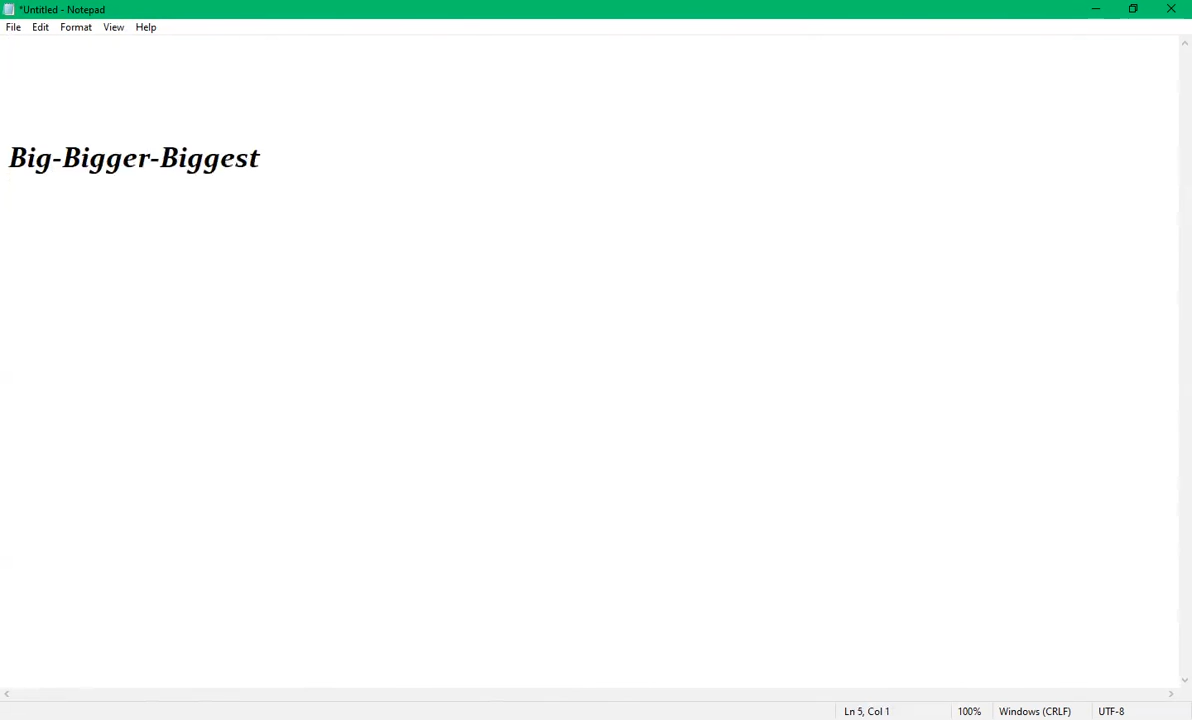 *Untitled - Notepad
File Edit Format View Help
Big-Bigger-Biggest
Ln 5, Col 1 100% Windows (CRLF) UTF-8